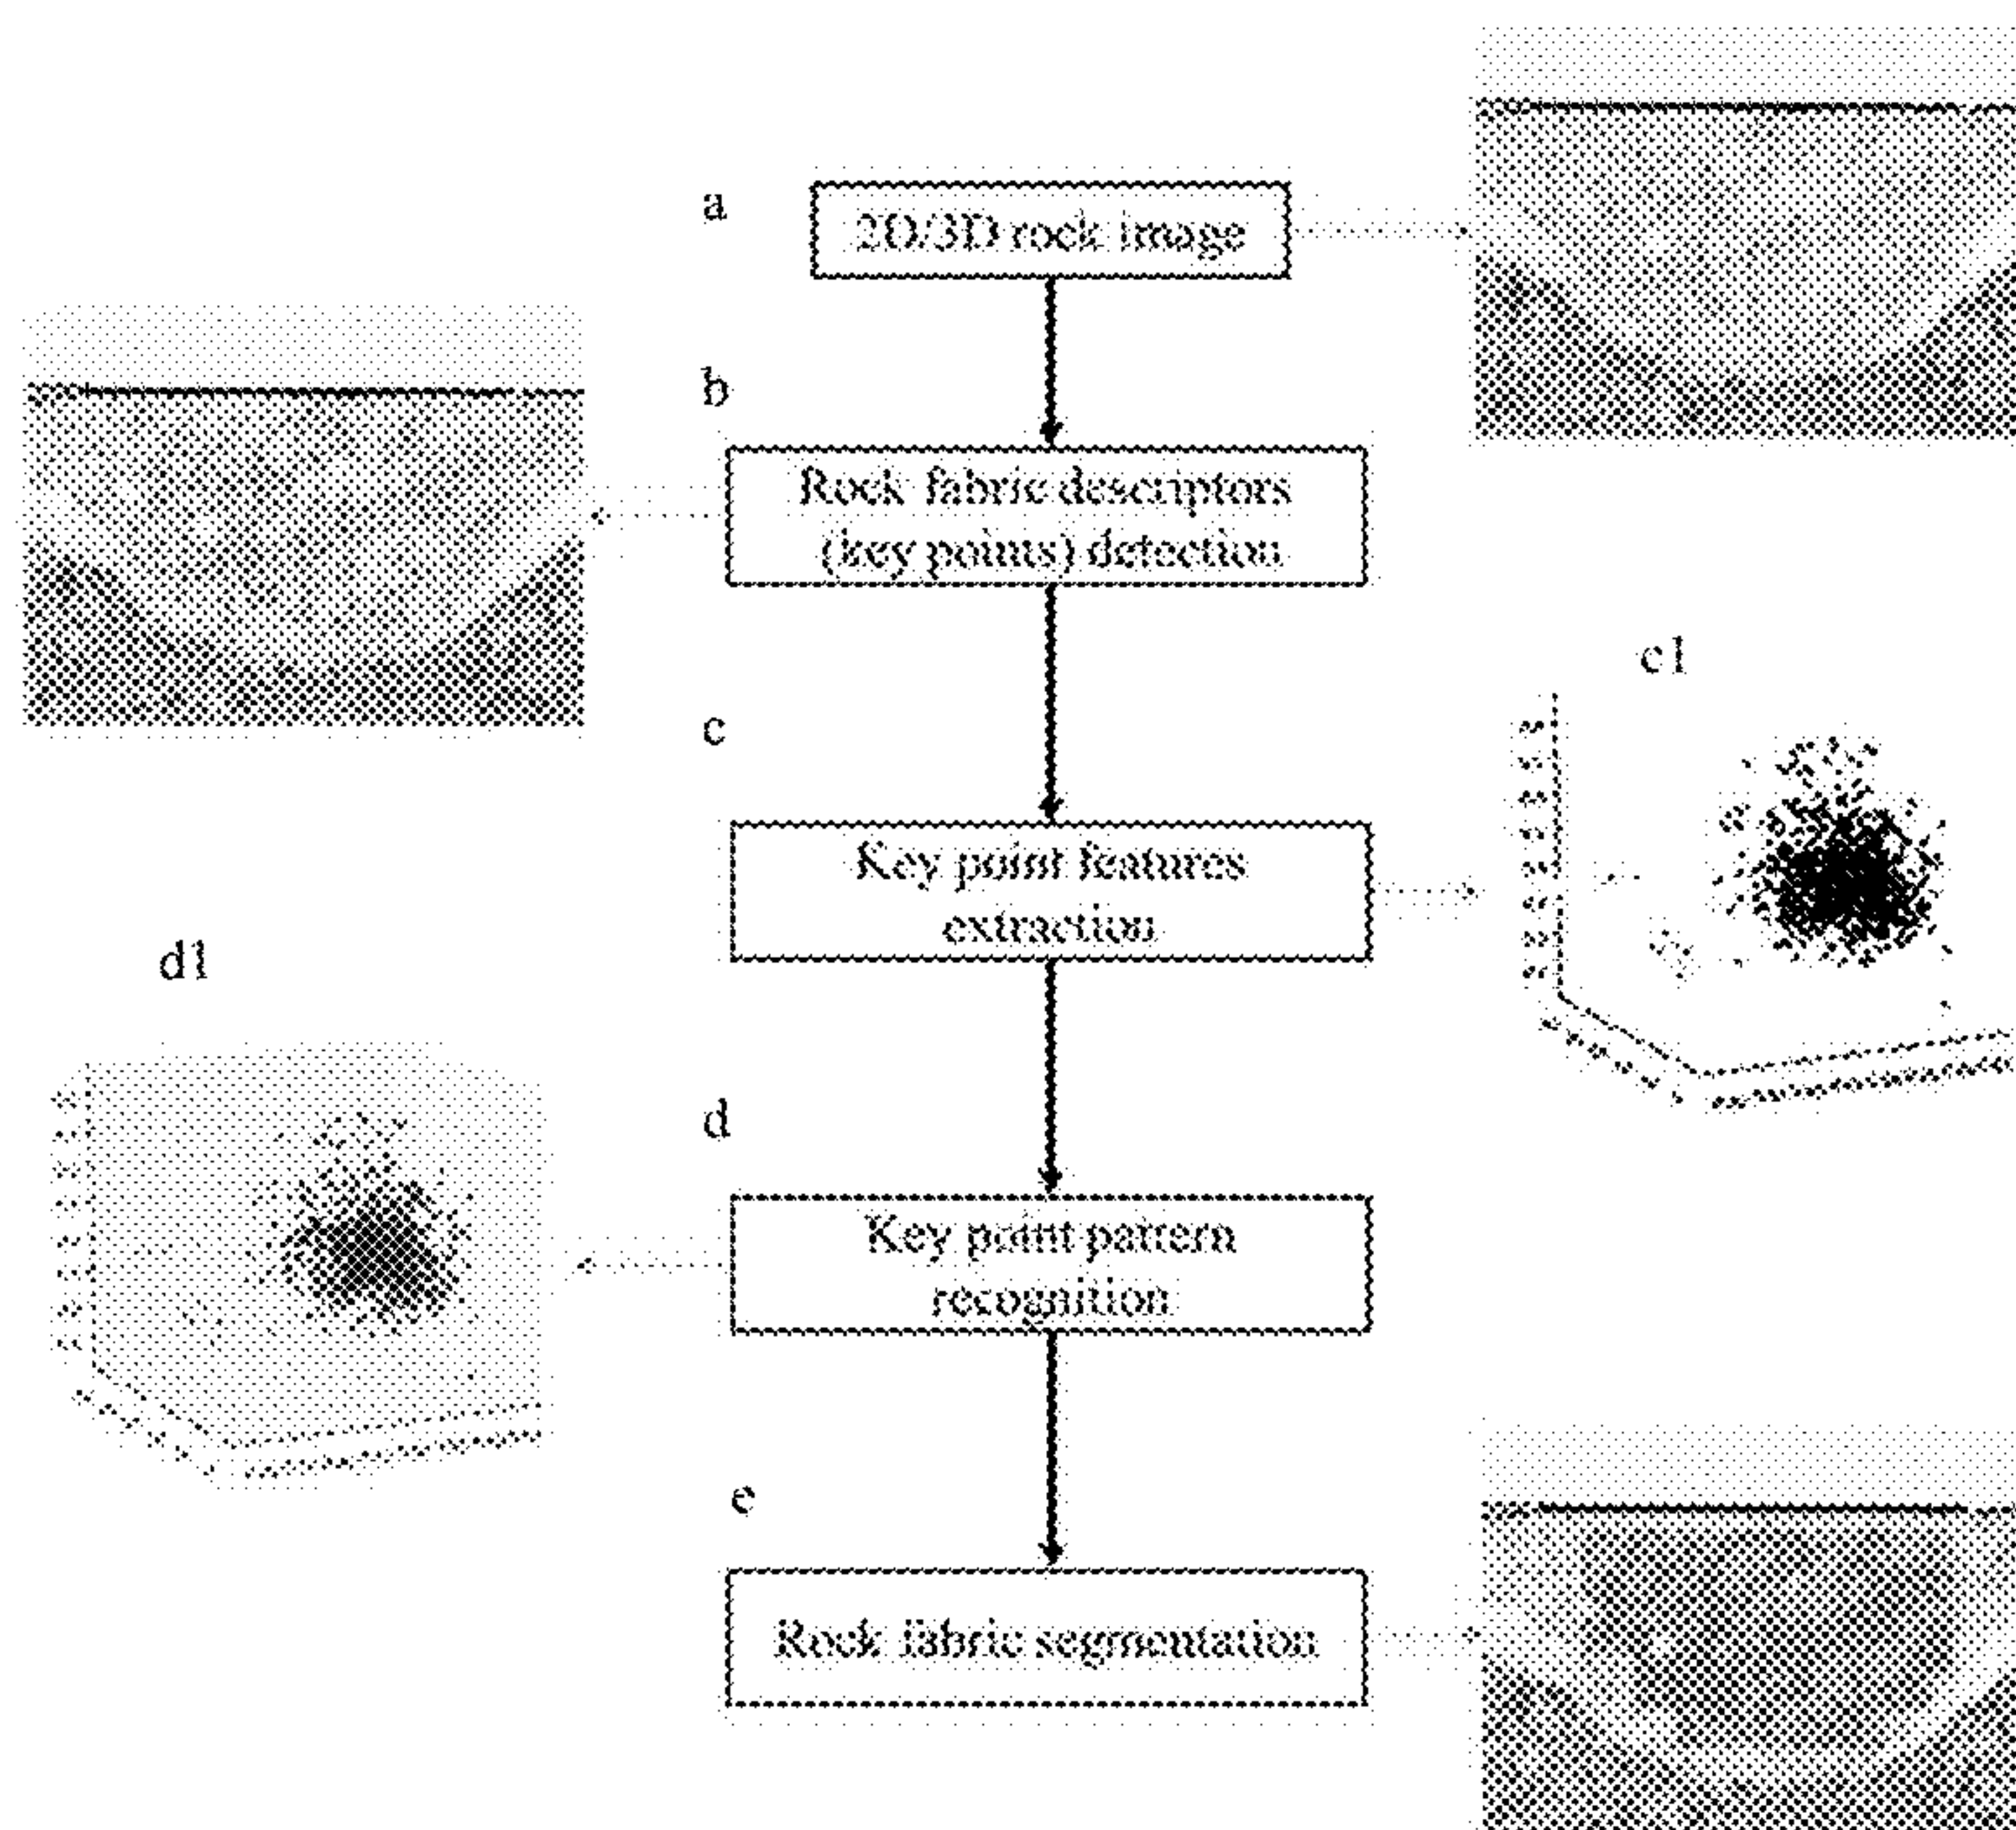 a
2D/3D rock image
b
Rock fabric descriptors
(key points) detection
c1
c
Key point features
extraction
d1
d
Key point pattern
recognition
e
Rock fabric segmentation